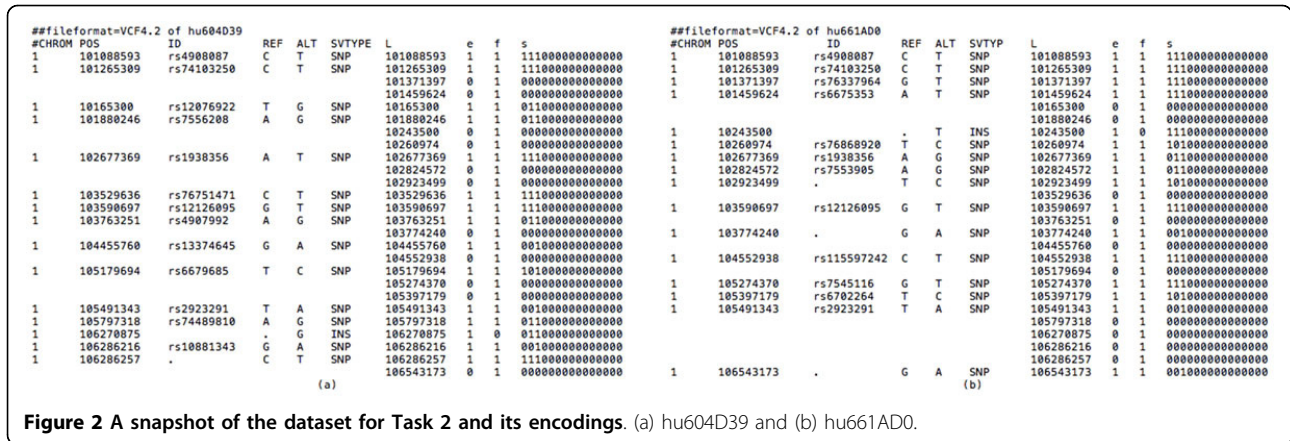 ##fileformat=VCF4.2 of hu604D39
#CHROM POS ID REF ALT SVTYPE L e f s
1 101088593 rs4908087 C T SNP 101088593 1 1 111000000000000
1 101265309 rs74103250 C T SNP 101265309 1 1 111000000000000
101371397 0 1 000000000000000
101459624 0 1 000000000000000
1 10165300 rs12076922 T G SNP 10165300 1 1 011000000000000
1 101880246 rs7556208 A G SNP 101880246 1 1 011000000000000
10243500 0 1 000000000000000
10260974 0 1 000000000000000
1 102677369 rs1938356 A T SNP 102677369 1 1 111000000000000
102824572 0 1 000000000000000
102923499 0 1 000000000000000
1 103529636 rs76751471 C T SNP 103529636 1 1 111000000000000
1 103590697 rs12126095 G T SNP 103590697 1 1 111000000000000
1 103763251 rs4907992 A G SNP 103763251 1 1 011000000000000
103774240 0 1 000000000000000
1 104455760 rs13374645 G A SNP 104455760 1 1 001000000000000
104552938 0 1 000000000000000
1 105179694 rs6679685 T C SNP 105179694 1 1 101000000000000
105274370 0 1 000000000000000
105397179 0 1 000000000000000
1 105491343 rs2923291 T A SNP 105491343 1 1 001000000000000
1 105797318 rs74489810 A G SNP 105797318 1 1 011000000000000
1 106270875 . G INS 106270875 1 0 011000000000000
1 106286216 rs10881343 G A SNP 106286216 1 1 001000000000000
1 106286257 . C T SNP 106286257 1 1 111000000000000
106543173 0 1 000000000000000
(a)
##fileformat=VCF4.2 of hu661AD0
#CHROM POS ID REF ALT SVTYP L e f s
1 101088593 rs4908087 C T SNP 101088593 1 1 111000000000000
1 101265309 rs74103250 C T SNP 101265309 1 1 111000000000000
1 101371397 rs76337964 G T SNP 101371397 1 1 111000000000000
1 101459624 rs6675353 A T SNP 101459624 1 1 111000000000000
10165300 0 1 000000000000000
101880246 0 1 000000000000000
1 10243500 . T INS 10243500 1 0 111000000000000
1 10260974 rs76868920 T C SNP 10260974 1 1 101000000000000
1 102677369 rs1938356 A G SNP 102677369 1 1 011000000000000
1 102824572 rs7553905 A G SNP 102824572 1 1 011000000000000
1 102923499 . T C SNP 102923499 1 1 101000000000000
103529636 0 1 000000000000000
1 103590697 rs12126095 G T SNP 103590697 1 1 111000000000000
103763251 0 1 000000000000000
1 103774240 . G A SNP 103774240 1 1 001000000000000
104455760 0 1 000000000000000
1 104552938 rs115597242 C T SNP 104552938 1 1 111000000000000
105179694 0 1 000000000000000
1 105274370 rs7545116 G T SNP 105274370 1 1 111000000000000
1 105397179 rs6702264 T C SNP 105397179 1 1 101000000000000
1 105491343 rs2923291 T A SNP 105491343 1 1 001000000000000
105797318 0 1 000000000000000
106270875 0 1 000000000000000
106286216 0 1 000000000000000
106286257 0 1 000000000000000
1 106543173 . G A SNP 106543173 1 1 001000000000000
(b)
Figure 2 A snapshot of the dataset for Task 2 and its encodings. (a) hu604D39 and (b) hu661AD0.